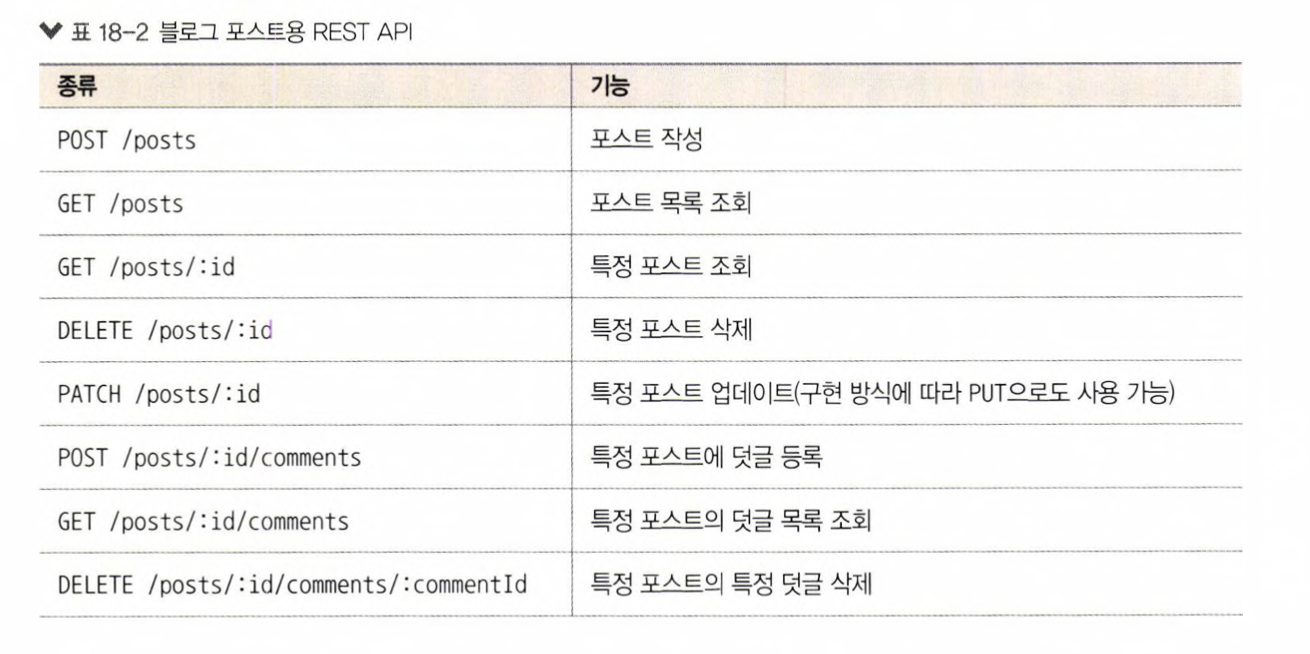 표 18-2 블로그 포스트용 REST API
종류 기능
POST /posts 포스트 작성
GET /posts 포스트 목록 조회
GET /posts/:id 특정 포스트 조회
DELETE /posts/:id 특정 포스트 삭제
PATCH /posts/:id 특정 포스트 업데이트(구현 방식에 따라 PUT으로도 사용 가능)
POST /posts/:id/comments 특정 포스트에 덧글 등록
GET /posts/:id/comments 특정 포스트의 덧글 목록 조회
DELETE /posts/:id/comments/:commentId 특정 포스트의 특정 덧글 삭제